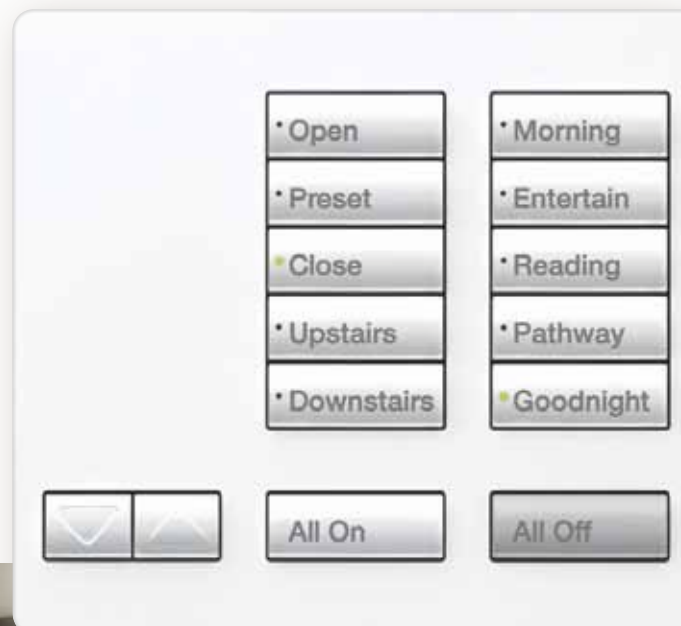 Open
Preset
Close
Upstairs
Downstairs
Morning
Entertain
Reading
Pathway
Goodnight
All On
All Off